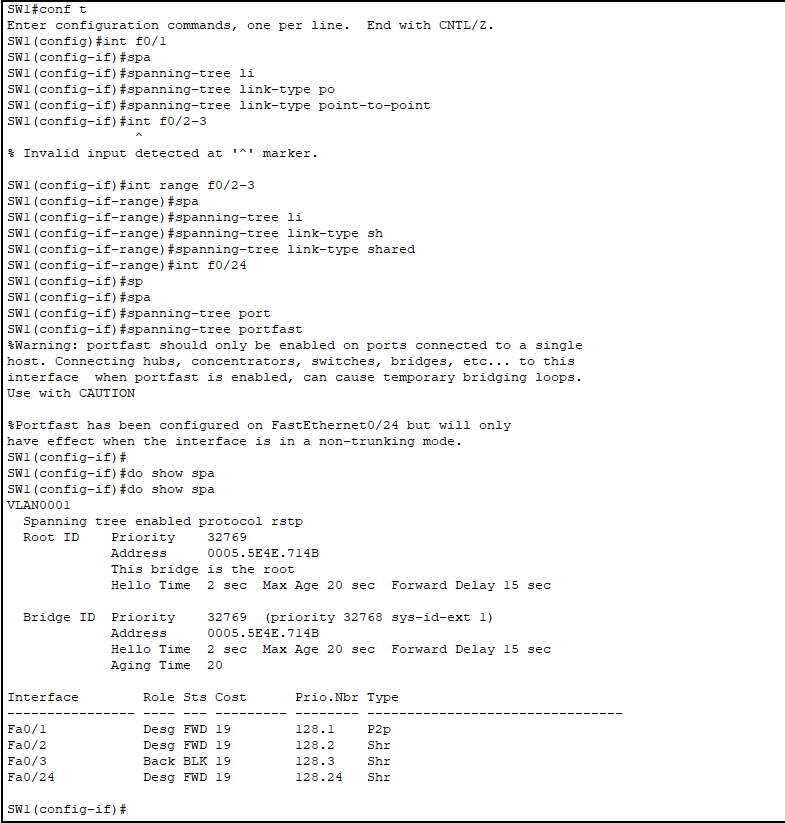 SW1#conf t
Enter configuration commands, one per line.  End with CNTL/Z.
SW1(config)#int f0/1
SW1(config-if)#spa
SW1(config-if)#spanning-tree li
SW1(config-if)#spanning-tree link-type po
SW1(config-if)#spanning-tree link-type point-to-point
SW1(config-if)#int f0/2-3
                ^
% Invalid input detected at '^' marker.

SW1(config-if)#int range f0/2-3
SW1(config-if-range)#spa
SW1(config-if-range)#spanning-tree li
SW1(config-if-range)#spanning-tree link-type sh
SW1(config-if-range)#spanning-tree link-type shared
SW1(config-if-range)#int f0/24
SW1(config-if)#sp
SW1(config-if)#spa
SW1(config-if)#spanning-tree port
SW1(config-if)#spanning-tree portfast
%Warning: portfast should only be enabled on ports connected to a single
host. Connecting hubs, concentrators, switches, bridges, etc... to this
interface  when portfast is enabled, can cause temporary bridging loops.
Use with CAUTION

%Portfast has been configured on FastEthernet0/24 but will only
have effect when the interface is in a non-trunking mode.
SW1(config-if)#
SW1(config-if)#do show spa
SW1(config-if)#do show spa
VLAN0001
  Spanning tree enabled protocol rstp
  Root ID    Priority    32769
             Address     0005.5E4E.714B
             This bridge is the root
             Hello Time  2 sec  Max Age 20 sec  Forward Delay 15 sec

  Bridge ID  Priority    32769  (priority 32768 sys-id-ext 1)
             Address     0005.5E4E.714B
             Hello Time  2 sec  Max Age 20 sec  Forward Delay 15 sec
             Aging Time  20

Interface        Role Sts Cost      Prio.Nbr Type
---------------- ---- --- --------- -------- --------------------------------
Fa0/1            Desg FWD 19        128.1    P2p
Fa0/2            Desg FWD 19        128.2    Shr
Fa0/3            Back BLK 19        128.3    Shr
Fa0/24           Desg FWD 19        128.24   Shr

SW1(config-if)#